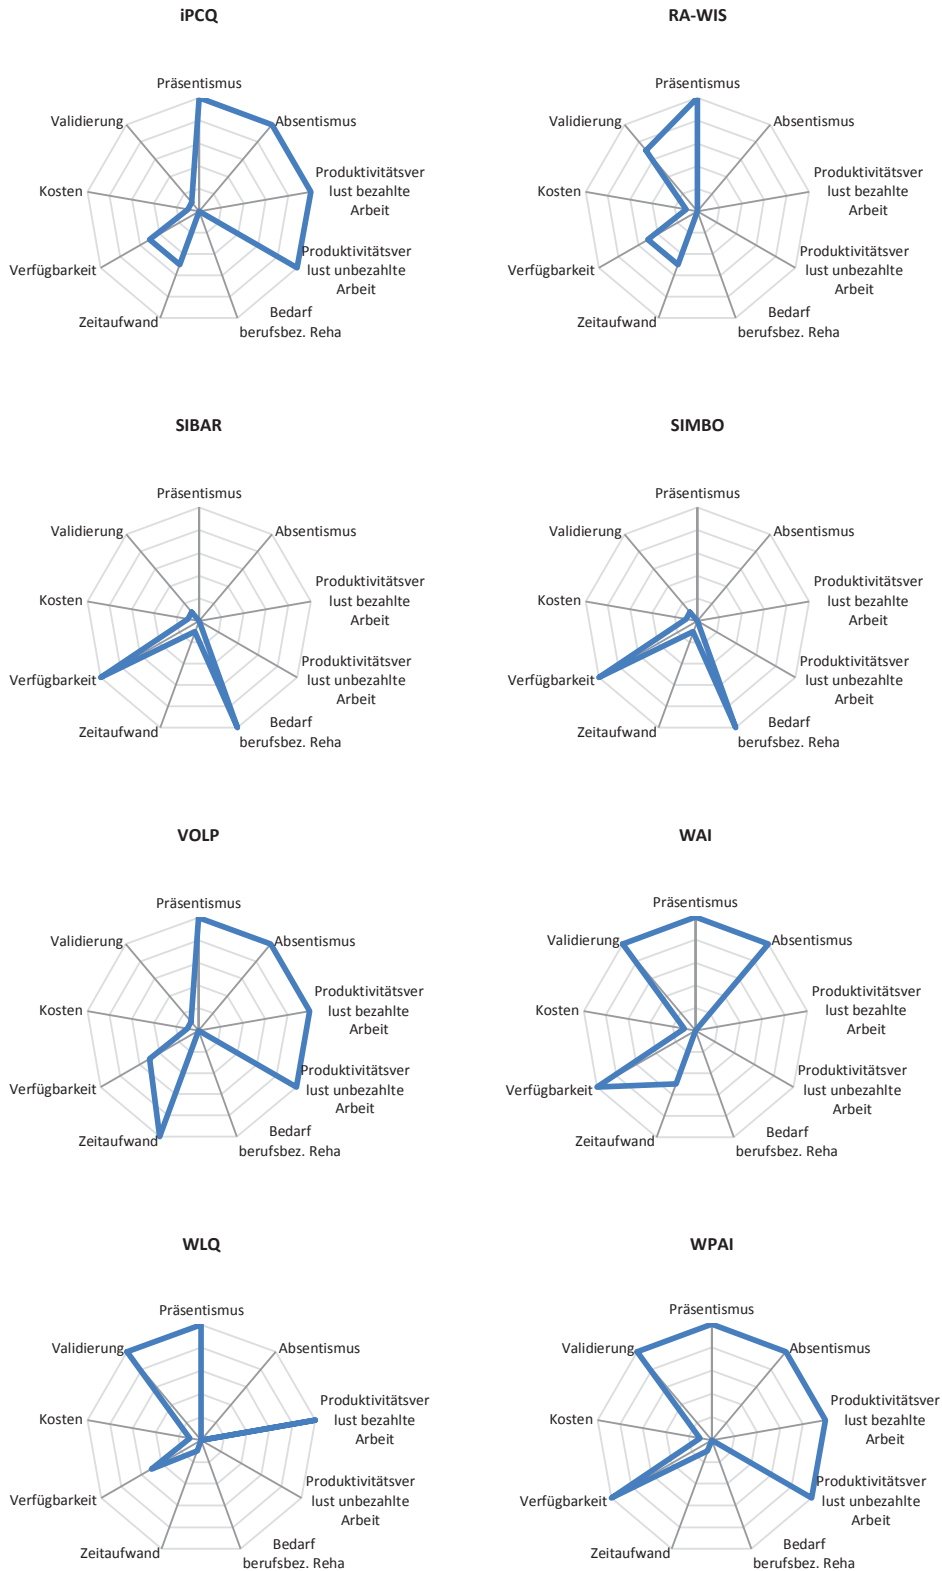 iPCQ
Präsentismus
Absentismus
Produktivitätsver
lust bezahlte
Arbeit
Produktivitätsver
lust unbezahlte
Arbeit
Bedarf
berufsbez. Reha
Zeitaufwand
Verfügbarkeit
Kosten
Validierung
RA-WIS
Präsentismus
Absentismus
Produktivitätsver
lust bezahlte
Arbeit
Produktivitätsver
lust unbezahlte
Arbeit
Bedarf
berufsbez. Reha
Zeitaufwand
Verfügbarkeit
Kosten
Validierung
SIBAR
Präsentismus
Absentismus
Produktivitätsver
lust bezahlte
Arbeit
Produktivitätsver
lust unbezahlte
Arbeit
Bedarf
berufsbez. Reha
Zeitaufwand
Verfügbarkeit
Kosten
Validierung
SIMBO
Präsentismus
Absentismus
Produktivitätsver
lust bezahlte
Arbeit
Produktivitätsver
lust unbezahlte
Arbeit
Bedarf
berufsbez. Reha
Zeitaufwand
Verfügbarkeit
Kosten
Validierung
VOLP
Präsentismus
Absentismus
Produktivitätsver
lust bezahlte
Arbeit
Produktivitätsver
lust unbezahlte
Arbeit
Bedarf
berufsbez. Reha
Zeitaufwand
Verfügbarkeit
Kosten
Validierung
WAI
Präsentismus
Absentismus
Produktivitätsver
lust bezahlte
Arbeit
Produktivitätsver
lust unbezahlte
Arbeit
Bedarf
berufsbez. Reha
Zeitaufwand
Verfügbarkeit
Kosten
Validierung
WLQ
Präsentismus
Absentismus
Produktivitätsver
lust bezahlte
Arbeit
Produktivitätsver
lust unbezahlte
Arbeit
Bedarf
berufsbez. Reha
Zeitaufwand
Verfügbarkeit
Kosten
Validierung
WPAI
Präsentismus
Absentismus
Produktivitätsver
lust bezahlte
Arbeit
Produktivitätsver
lust unbezahlte
Arbeit
Bedarf
berufsbez. Reha
Zeitaufwand
Verfügbarkeit
Kosten
Validierung